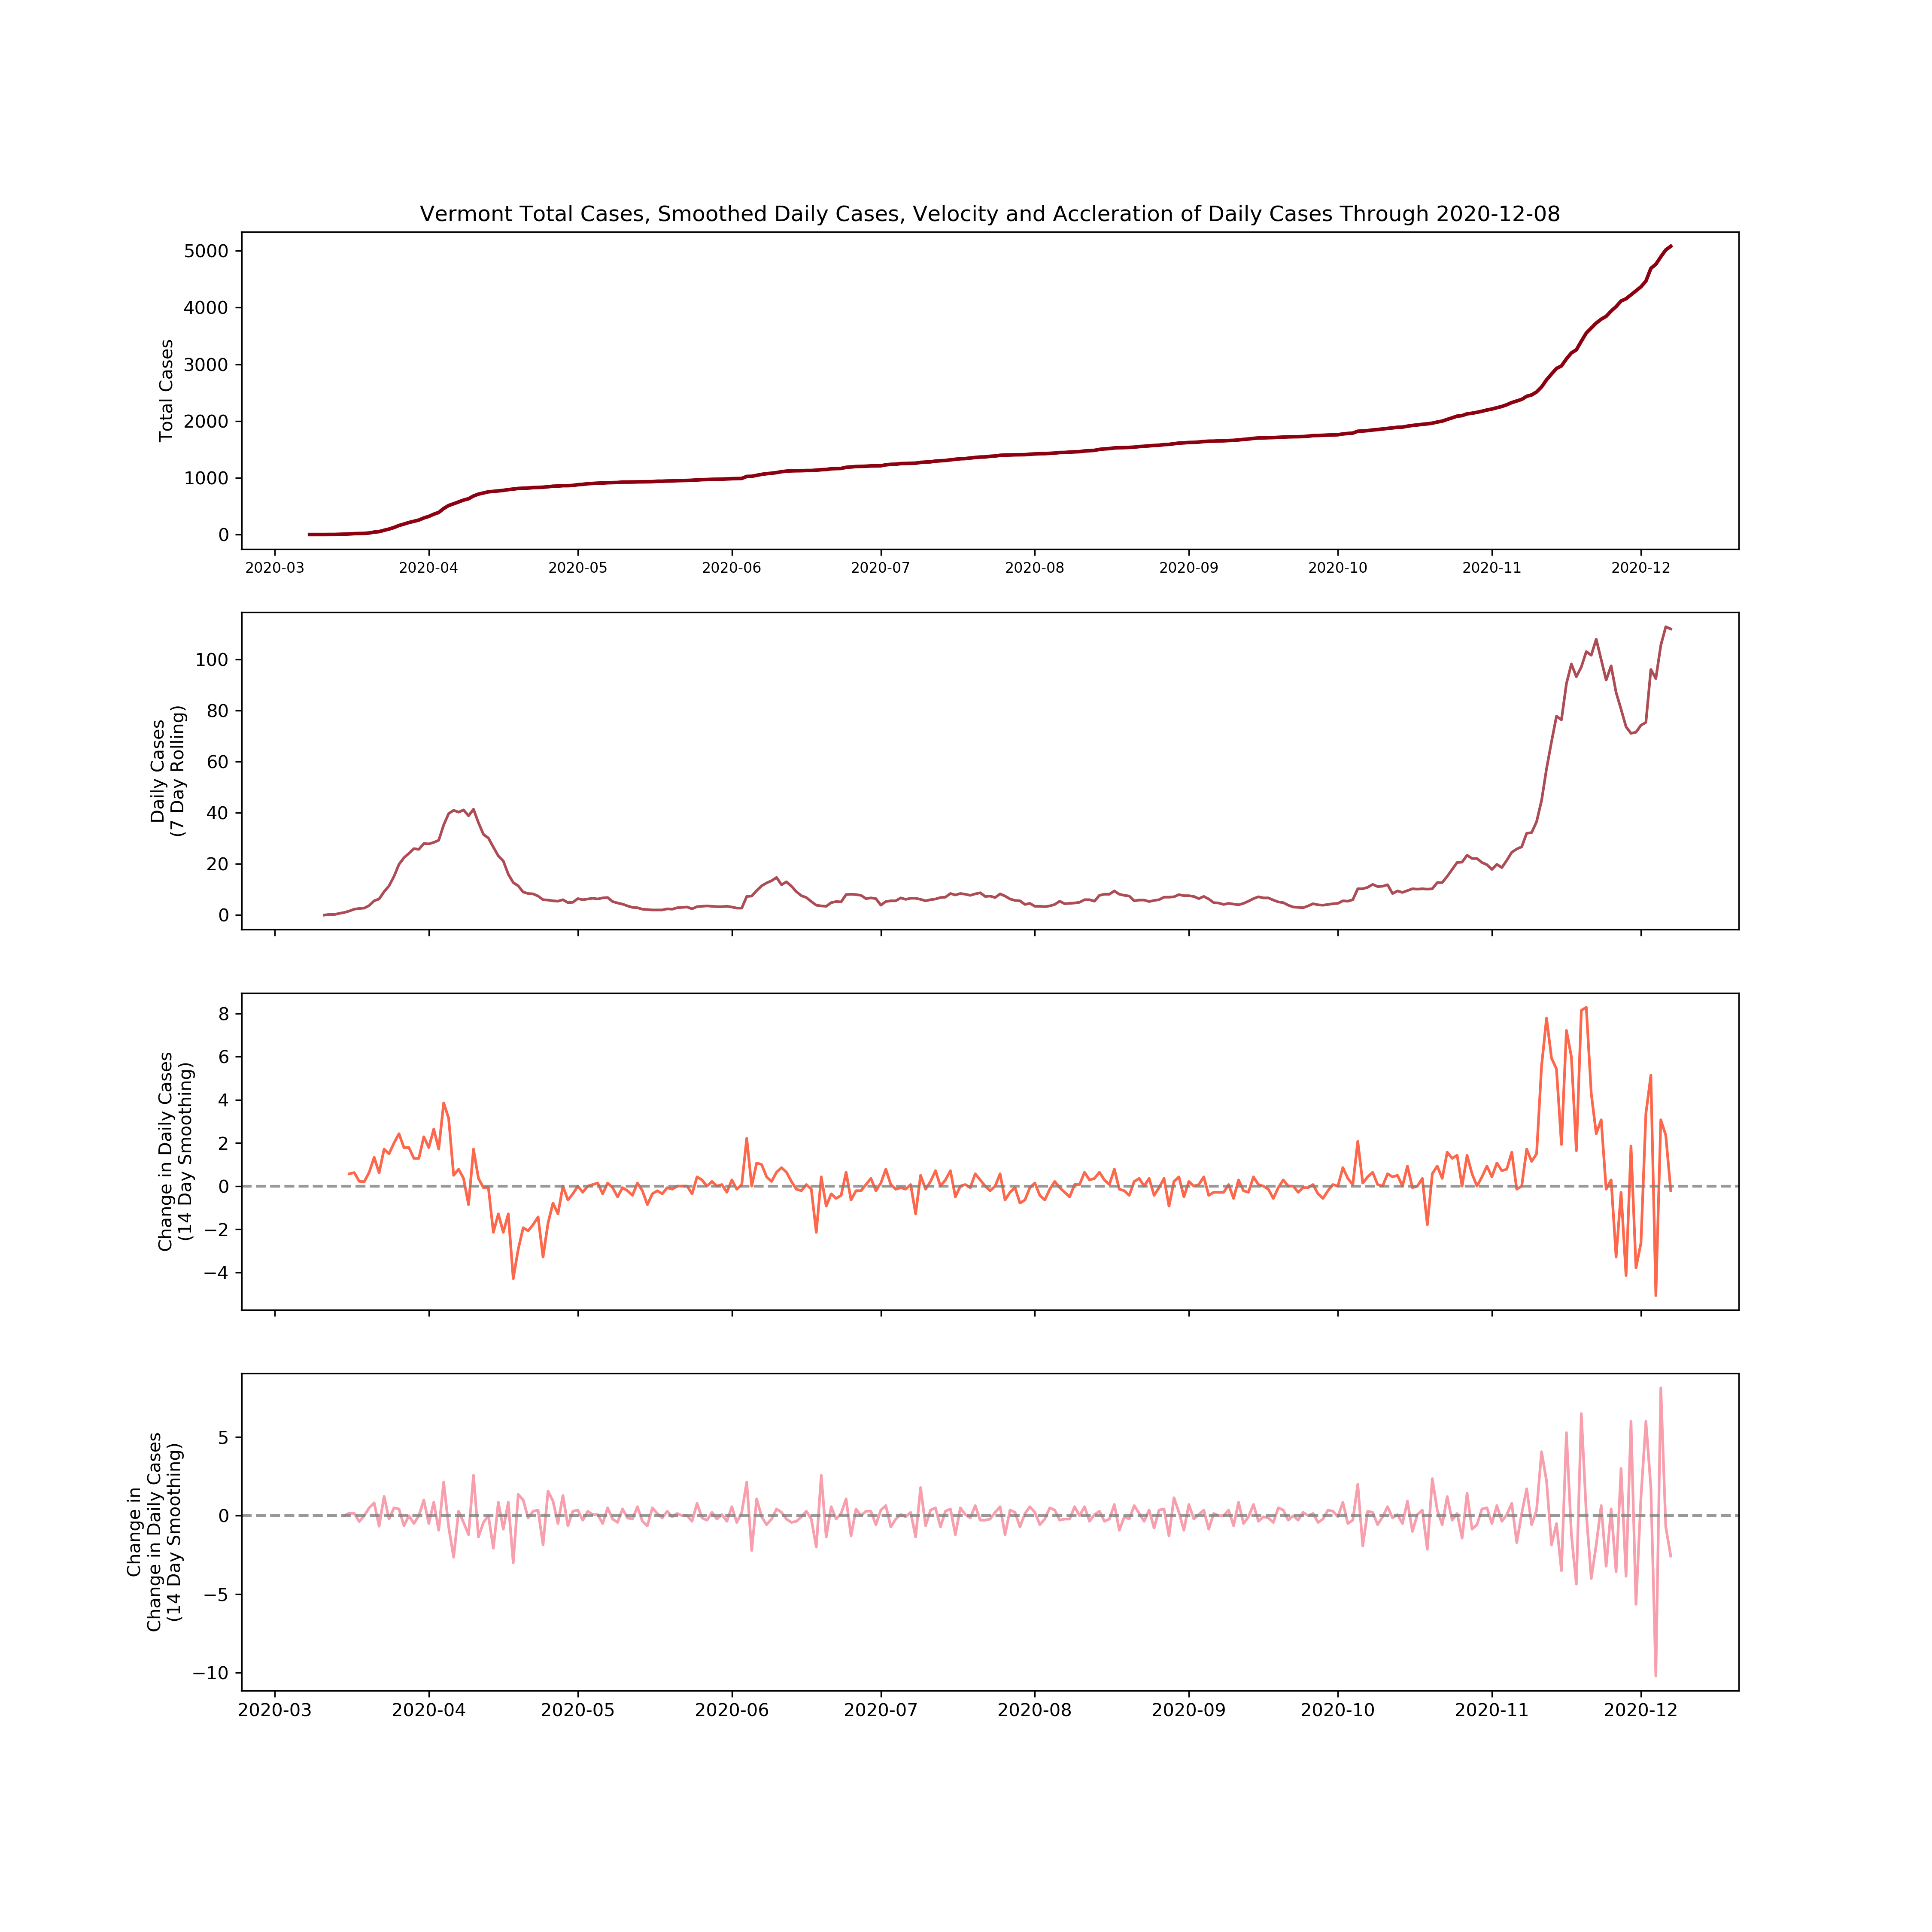 Vermont Total Cases, Smoothed Daily Cases, Velocity and Accleration of Daily Cases Through 2020-12-08
Total Cases
5000
4000
3000
2000
1000
0
2020-03 2020-04 2020-05 2020-06 2020-07 2020-08 2020-09 2020-10 2020-11 2020-12
Daily Cases
(7 Day Rolling)
100
80
60
40
20
0
Change in Daily Cases
(14 Day Smoothing)
8
6
4
2
0
−2
−4
Change in
Change in Daily Cases
(14 Day Smoothing)
5
0
−5
−10
2020-03 2020-04 2020-05 2020-06 2020-07 2020-08 2020-09 2020-10 2020-11 2020-12